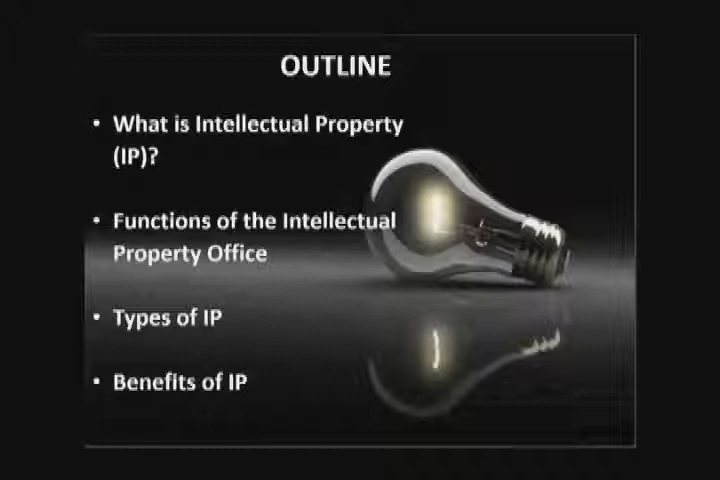 OUTLINE
• What is Intellectual Property
(IP)?
• Functions of the Intellectual
Property Office
• Types of IP
• Benefits of IP